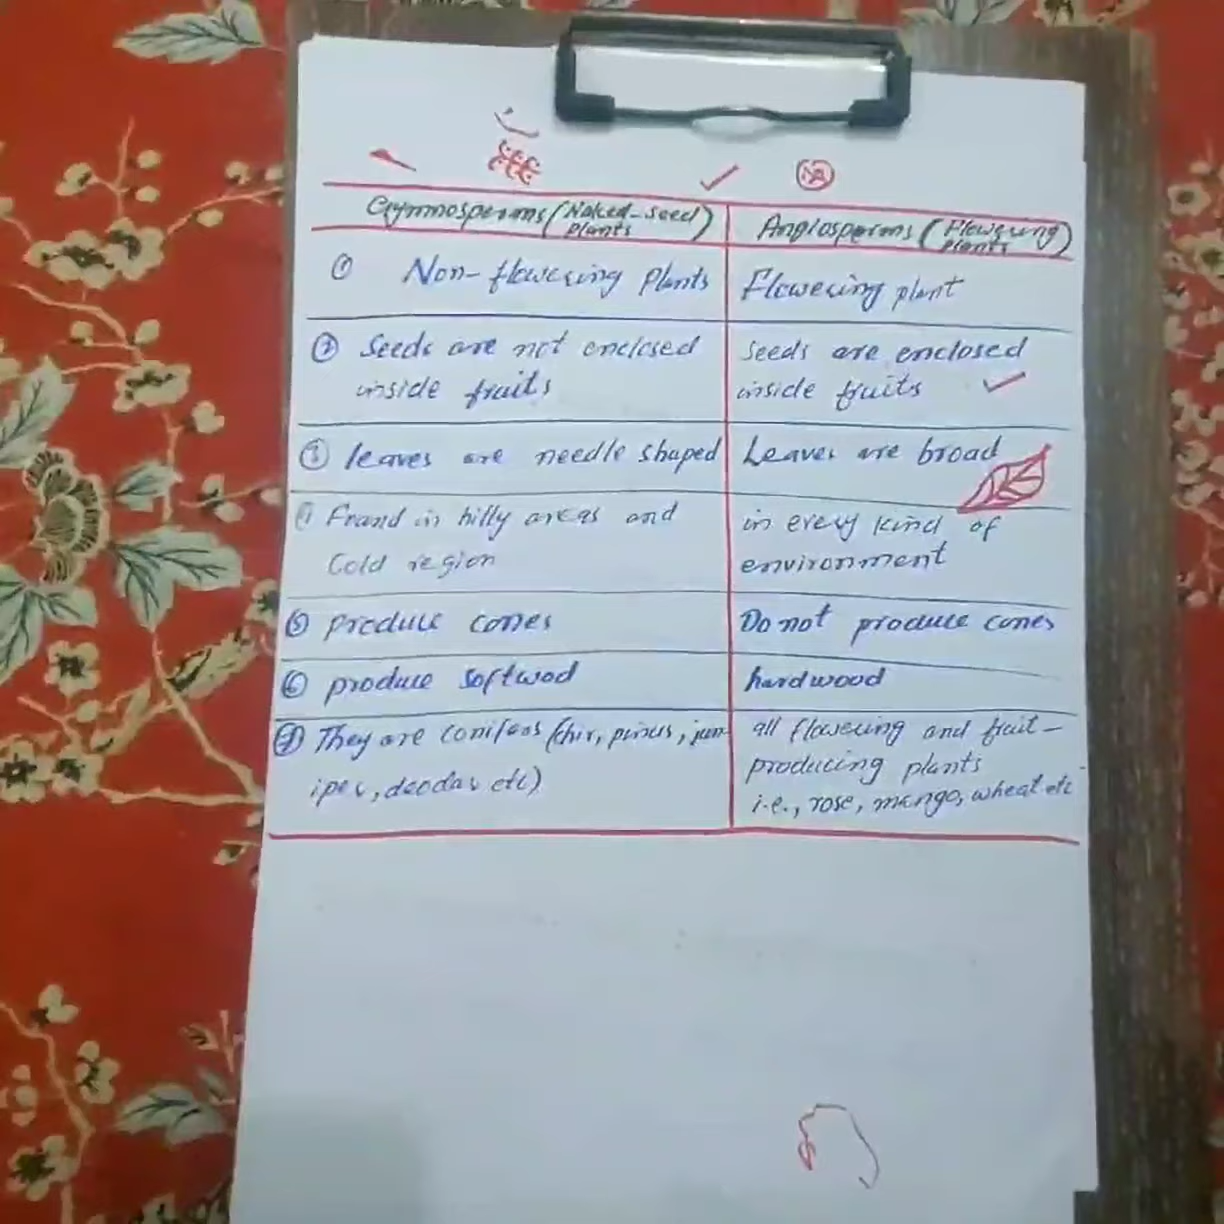 Gymnosperms (Naked-seed plants) Angiosperms (Flowering plants)
① Non-flowering Plants Flowering plant
② Seeds are not enclosed Seeds are enclosed
inside fruits inside fruits
③ leaves are needle shaped Leaves are broad
④ Found in hilly areas and in every kind of
Cold region environment
⑤ produce cones Do not produce cones
⑥ produce softwod hardwood
⑦ They are conifers (chir, pinus, jun all flowering and fruit-
iper, deodar etc) producing plants
i.e., rose, mango, wheat etc